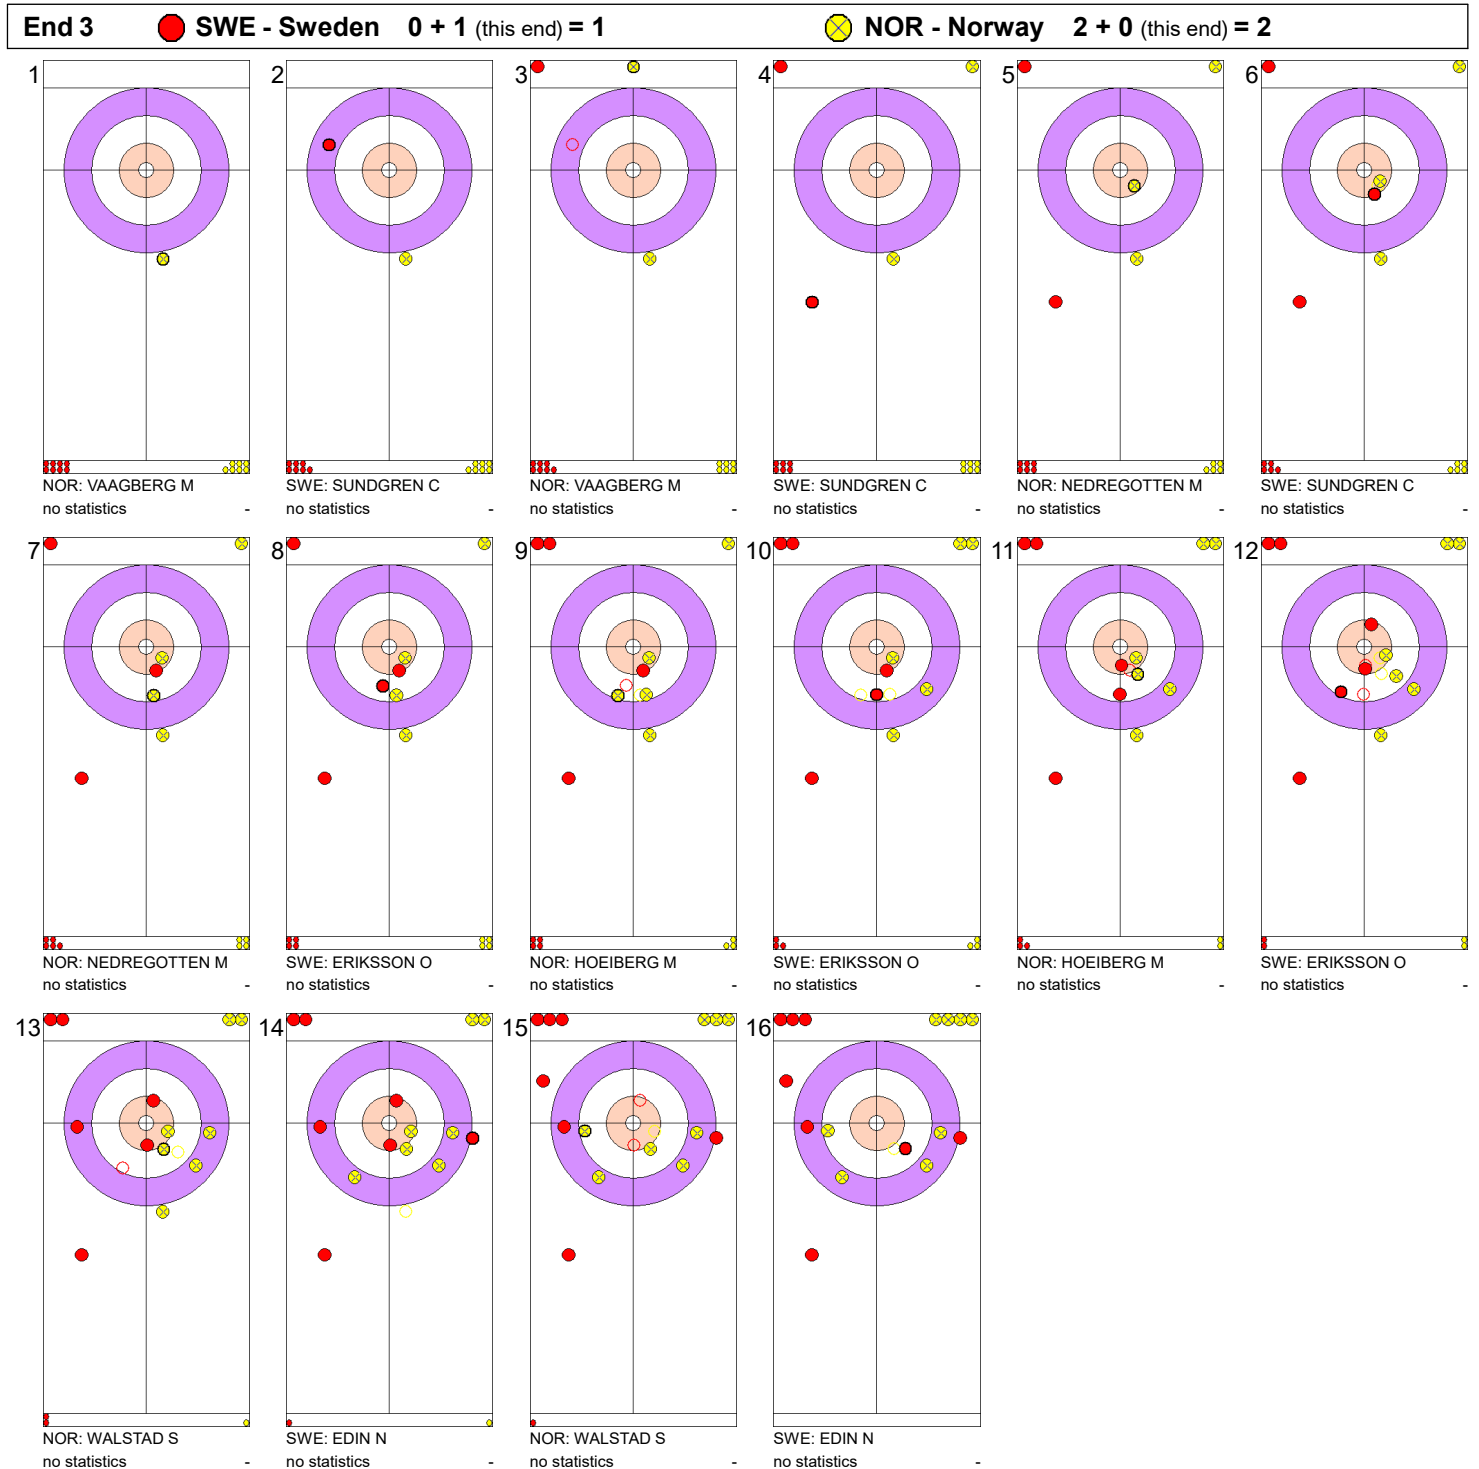 End 3 SWE - Sweden 0 + 1 (this end) = 1 NOR - Norway 2 + 0 (this end) = 2
1 2 3 4 5 6
NOR: VAAGBERG M SWE: SUNDGREN C NOR: VAAGBERG M SWE: SUNDGREN C NOR: NEDREGOTTEN M SWE: SUNDGREN C
no statistics - no statistics - no statistics - no statistics - no statistics - no statistics -
7 8 9 10 11 12
NOR: NEDREGOTTEN M SWE: ERIKSSON O NOR: HOEIBERG M SWE: ERIKSSON O NOR: HOEIBERG M SWE: ERIKSSON O
no statistics - no statistics - no statistics - no statistics - no statistics - no statistics -
13 14 15 16
NOR: WALSTAD S SWE: EDIN N NOR: WALSTAD S SWE: EDIN N
no statistics - no statistics - no statistics - no statistics -